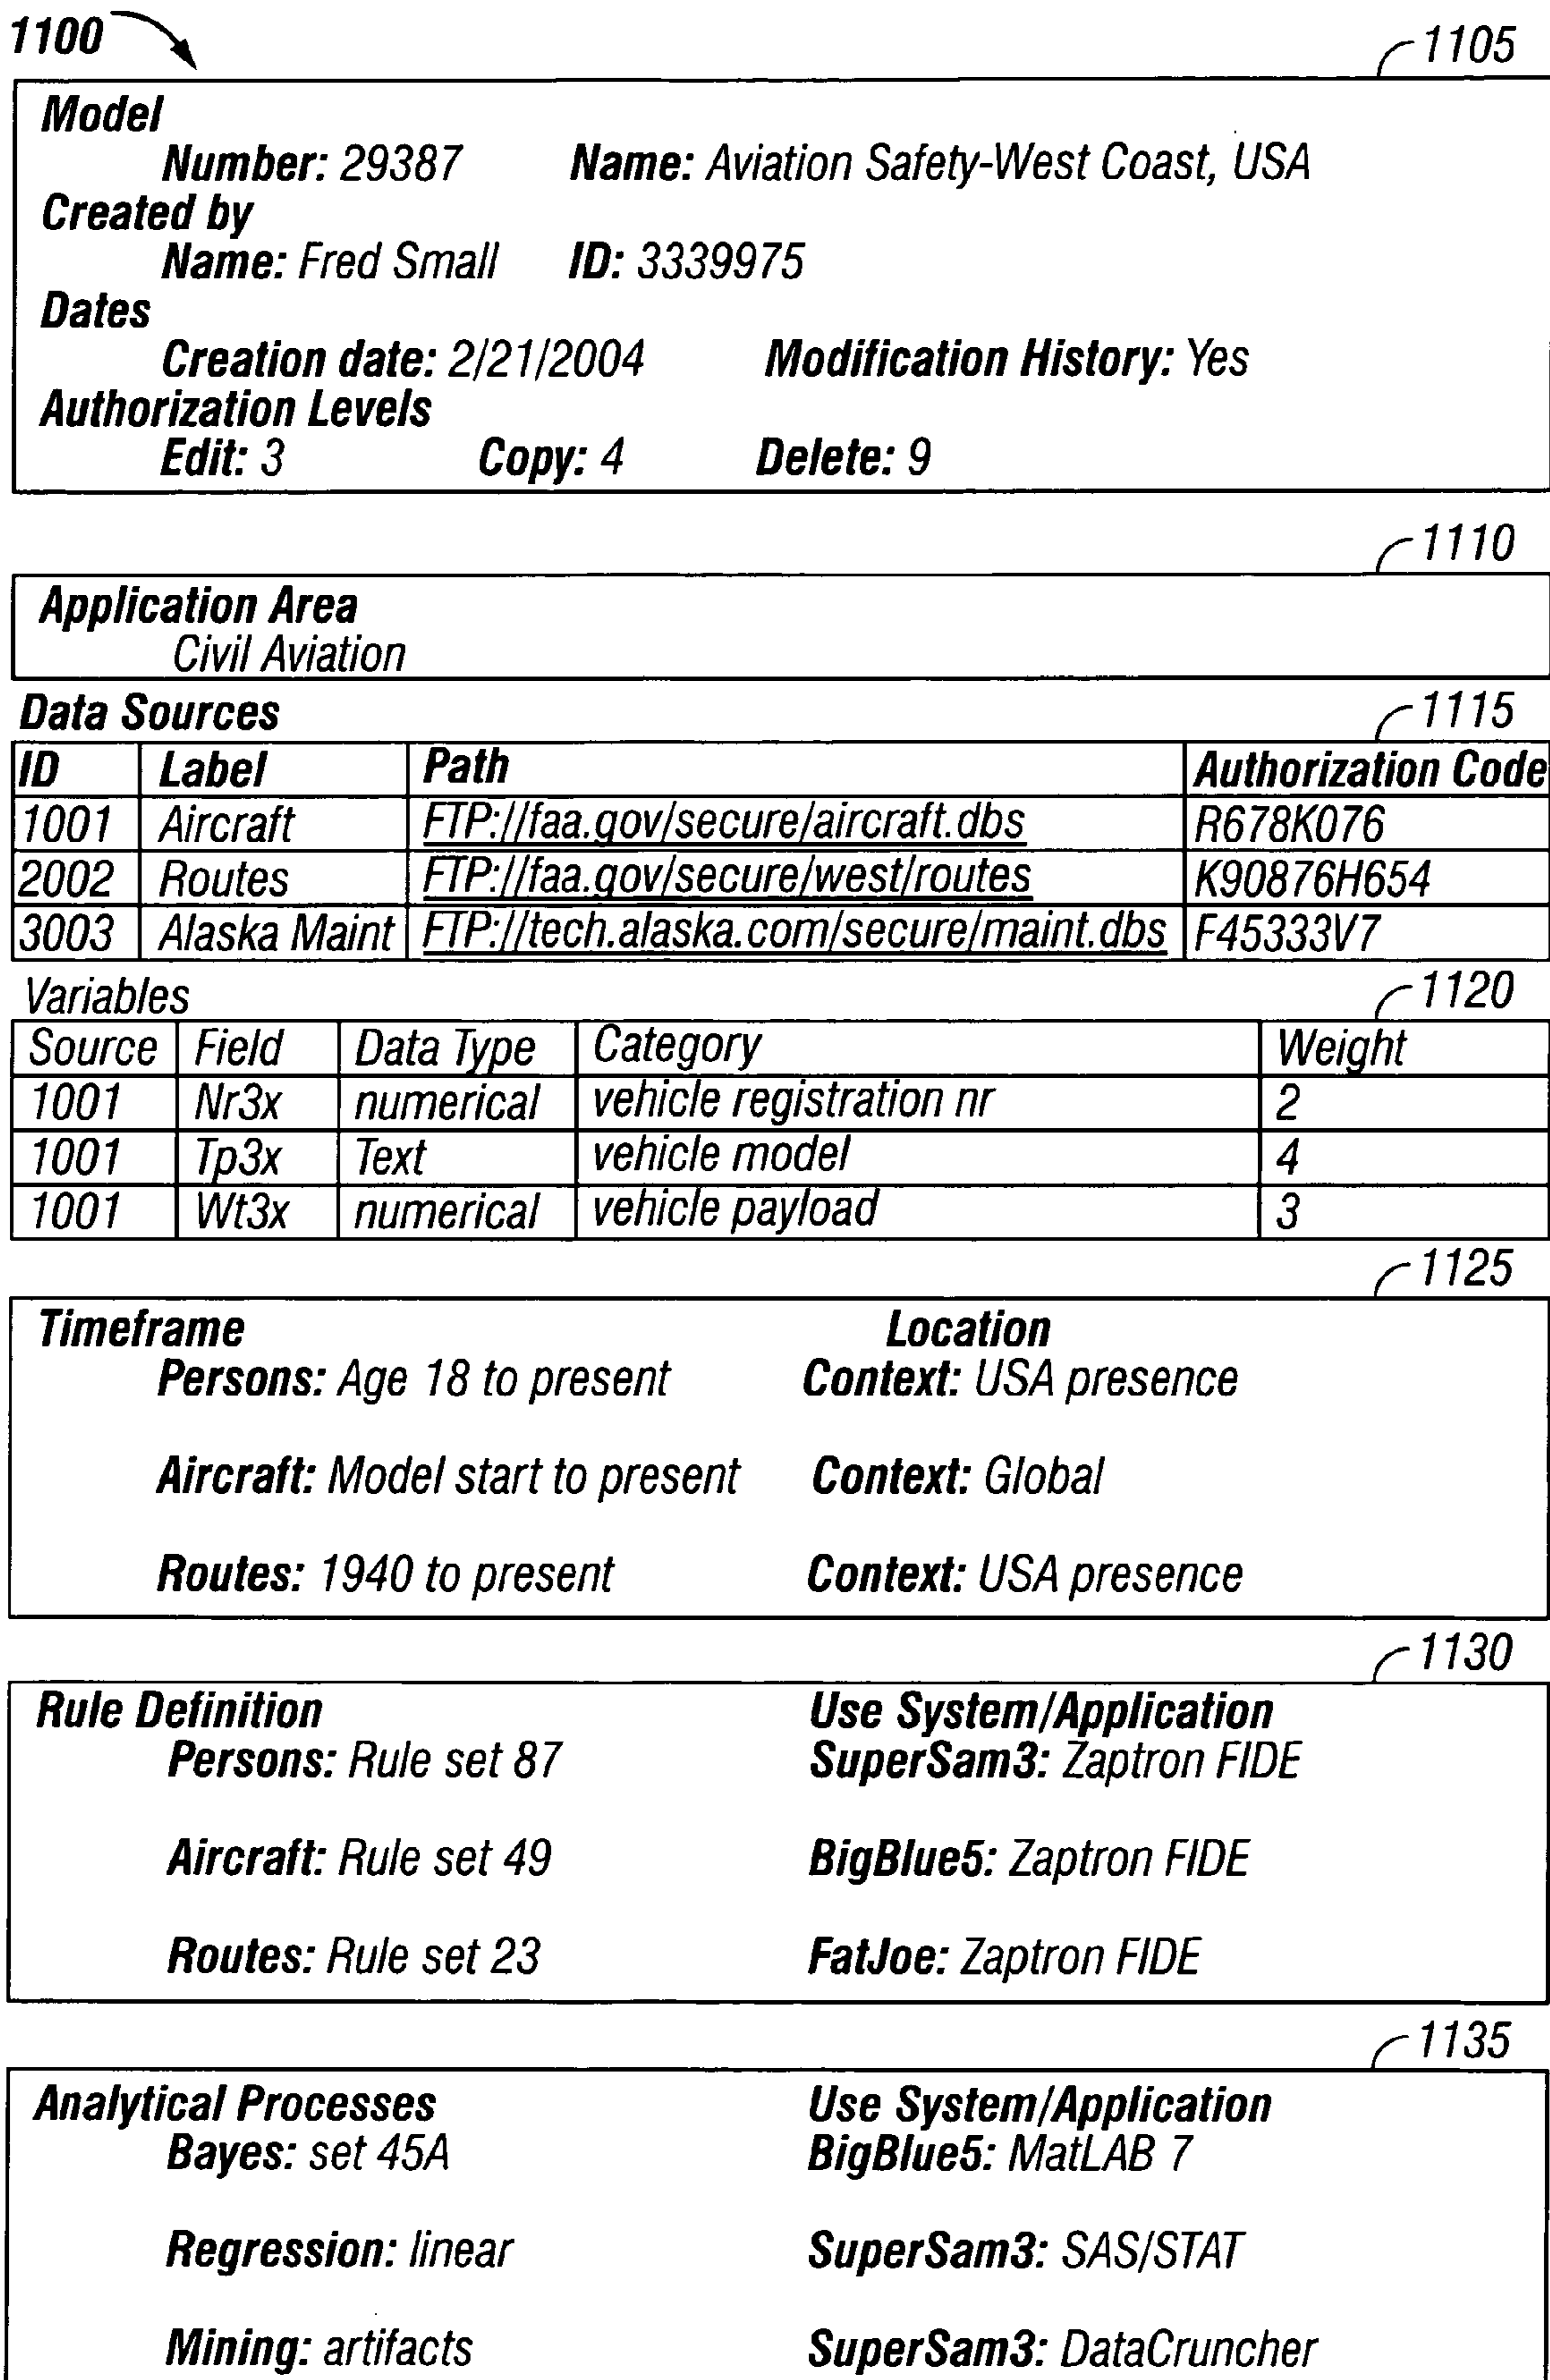 1100
1105
Model
Number: 29387 Name: Aviation Safety-West Coast, USA
Created by
Name: Fred Small ID: 3339975
Dates
Creation date: 2/21/2004 Modification History: Yes
Authorization Levels
Edit: 3 Copy: 4 Delete: 9
1110
Application Area
Civil Aviation
Data Sources 1115
ID Label Path Authorization Code
1001 Aircraft FTP://faa.gov/secure/aircraft.dbs R678K076
2002 Routes FTP://faa.gov/secure/west/routes K90876H654
3003 Alaska Maint FTP://tech.alaska.com/secure/maint.dbs F45333V7
Variables 1120
Source Field Data Type Category Weight
1001 Nr3x numerical vehicle registration nr 2
1001 Tp3x Text vehicle model 4
1001 Wt3x numerical vehicle payload 3
1125
Timeframe Location
Persons: Age 18 to present Context: USA presence
Aircraft: Model start to present Context: Global
Routes: 1940 to present Context: USA presence
1130
Rule Definition Use System/Application
Persons: Rule set 87 SuperSam3: Zaptron FIDE
Aircraft: Rule set 49 BigBlue5: Zaptron FIDE
Routes: Rule set 23 FatJoe: Zaptron FIDE
1135
Analytical Processes Use System/Application
Bayes: set 45A BigBlue5: MatLAB 7
Regression: linear SuperSam3: SAS/STAT
Mining: artifacts SuperSam3: DataCruncher